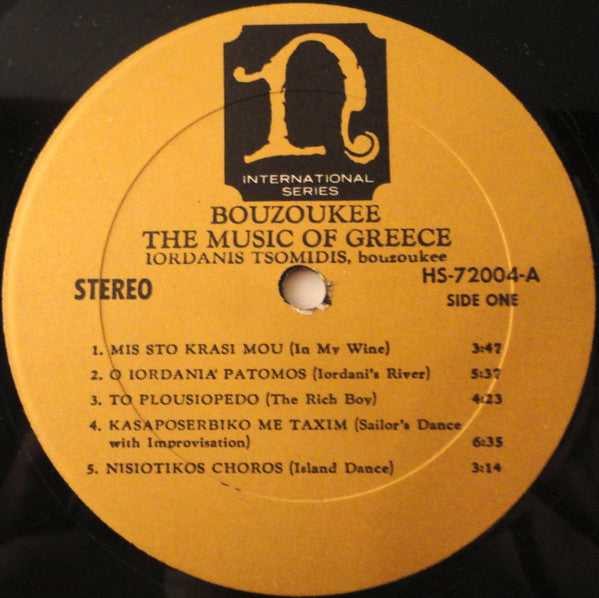 n
INTERNATIONAL
SERIES
BOUZOUKEE
THE MUSIC OF GREECE
IORDANIS TSOMIDIS, bouzoukee
STEREO
HS-72004-A
SIDE ONE
1. MIS STO KRASI MOU (In My Wine) 3:47
2. O IORDANIA' PATOMOS (Iordani's River) 5:37
3. TO PLOUSIOPEDO (The Rich Boy) 4:23
4. KASAPOSERBIKO ME TAXIM (Sailor's Dance
with Improvisation) 6:35
5. NISIOTIKOS CHOROS (Island Dance) 3:14